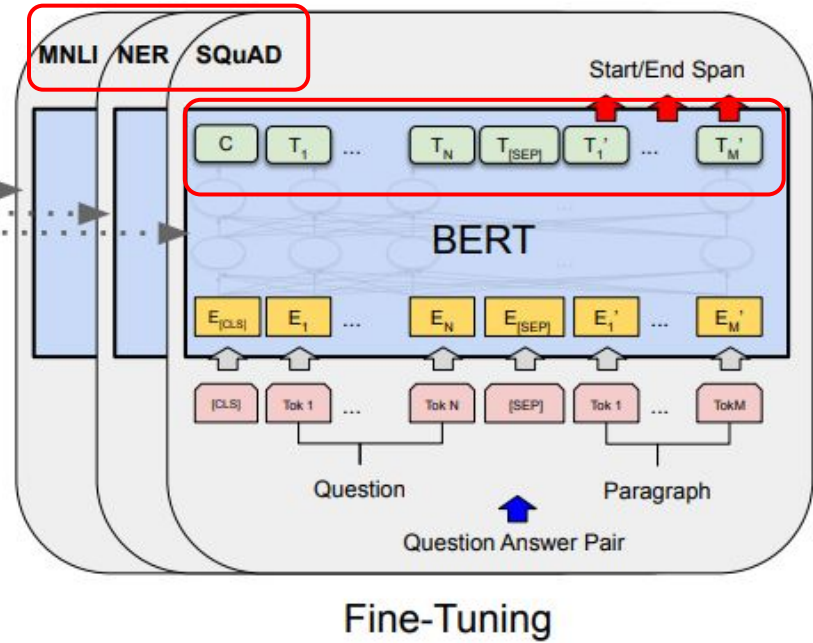 MNLI NER SQuAD
Start/End Span
C T1 ... TN T[SEP] T1' ... TM'
BERT
E[CLS] E1 ... EN E[SEP] E1' ... EM'
[CLS] Tok 1 ... Tok N [SEP] Tok 1 ... TokM
Question Paragraph
Question Answer Pair
Fine-Tuning